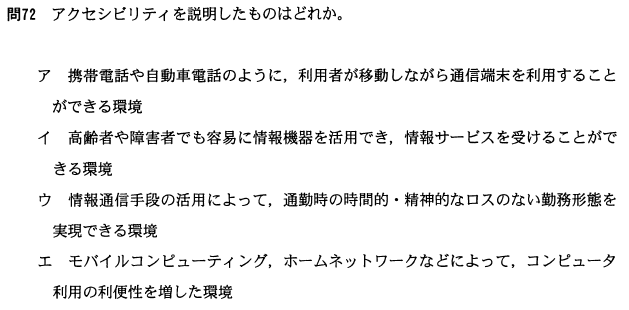 問72 アクセシビリティを説明したものはどれか。
ア 携帯電話や自動車電話のように，利用者が移動しながら通信端末を利用すること
ができる環境
イ 高齢者や障害者でも容易に情報機器を活用でき，情報サービスを受けることがで
きる環境
ウ 情報通信手段の活用によって，通勤時の時間的・精神的なロスのない勤務形態を
実現できる環境
エ モバイルコンピューティング，ホームネットワークなどによって，コンピュータ
利用の利便性を増した環境